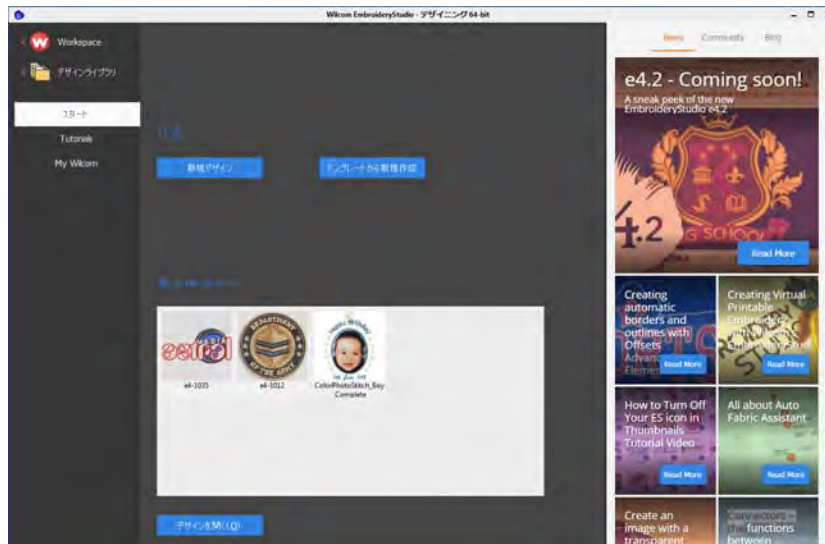 Wilcom EmbroideryStudio - デザイニング 64-bit
Workspace
デザインライブラリ
スタート
Tutorials
My Wilcom
新規デザイン
テンプレートから新規作成
e4-1035
e4-1012
ColorPhotoStitch_Boy
Complete
デザインを開く(O)
News
Community
Blog
e4.2 - Coming soon!
A sneak peek of the new
EmbroideryStudio e4.2
Read More
Creating
automatic
borders and
outlines with
Offsets
Read More
Creating Virtual
Printable
Read More
How to Turn Off
Your ES icon in
Thumbnails
Tutorial Video
Read More
All about Auto
Fabric Assistant
Read More
Create an
image with a
transparent
Connectors -
the functions
between